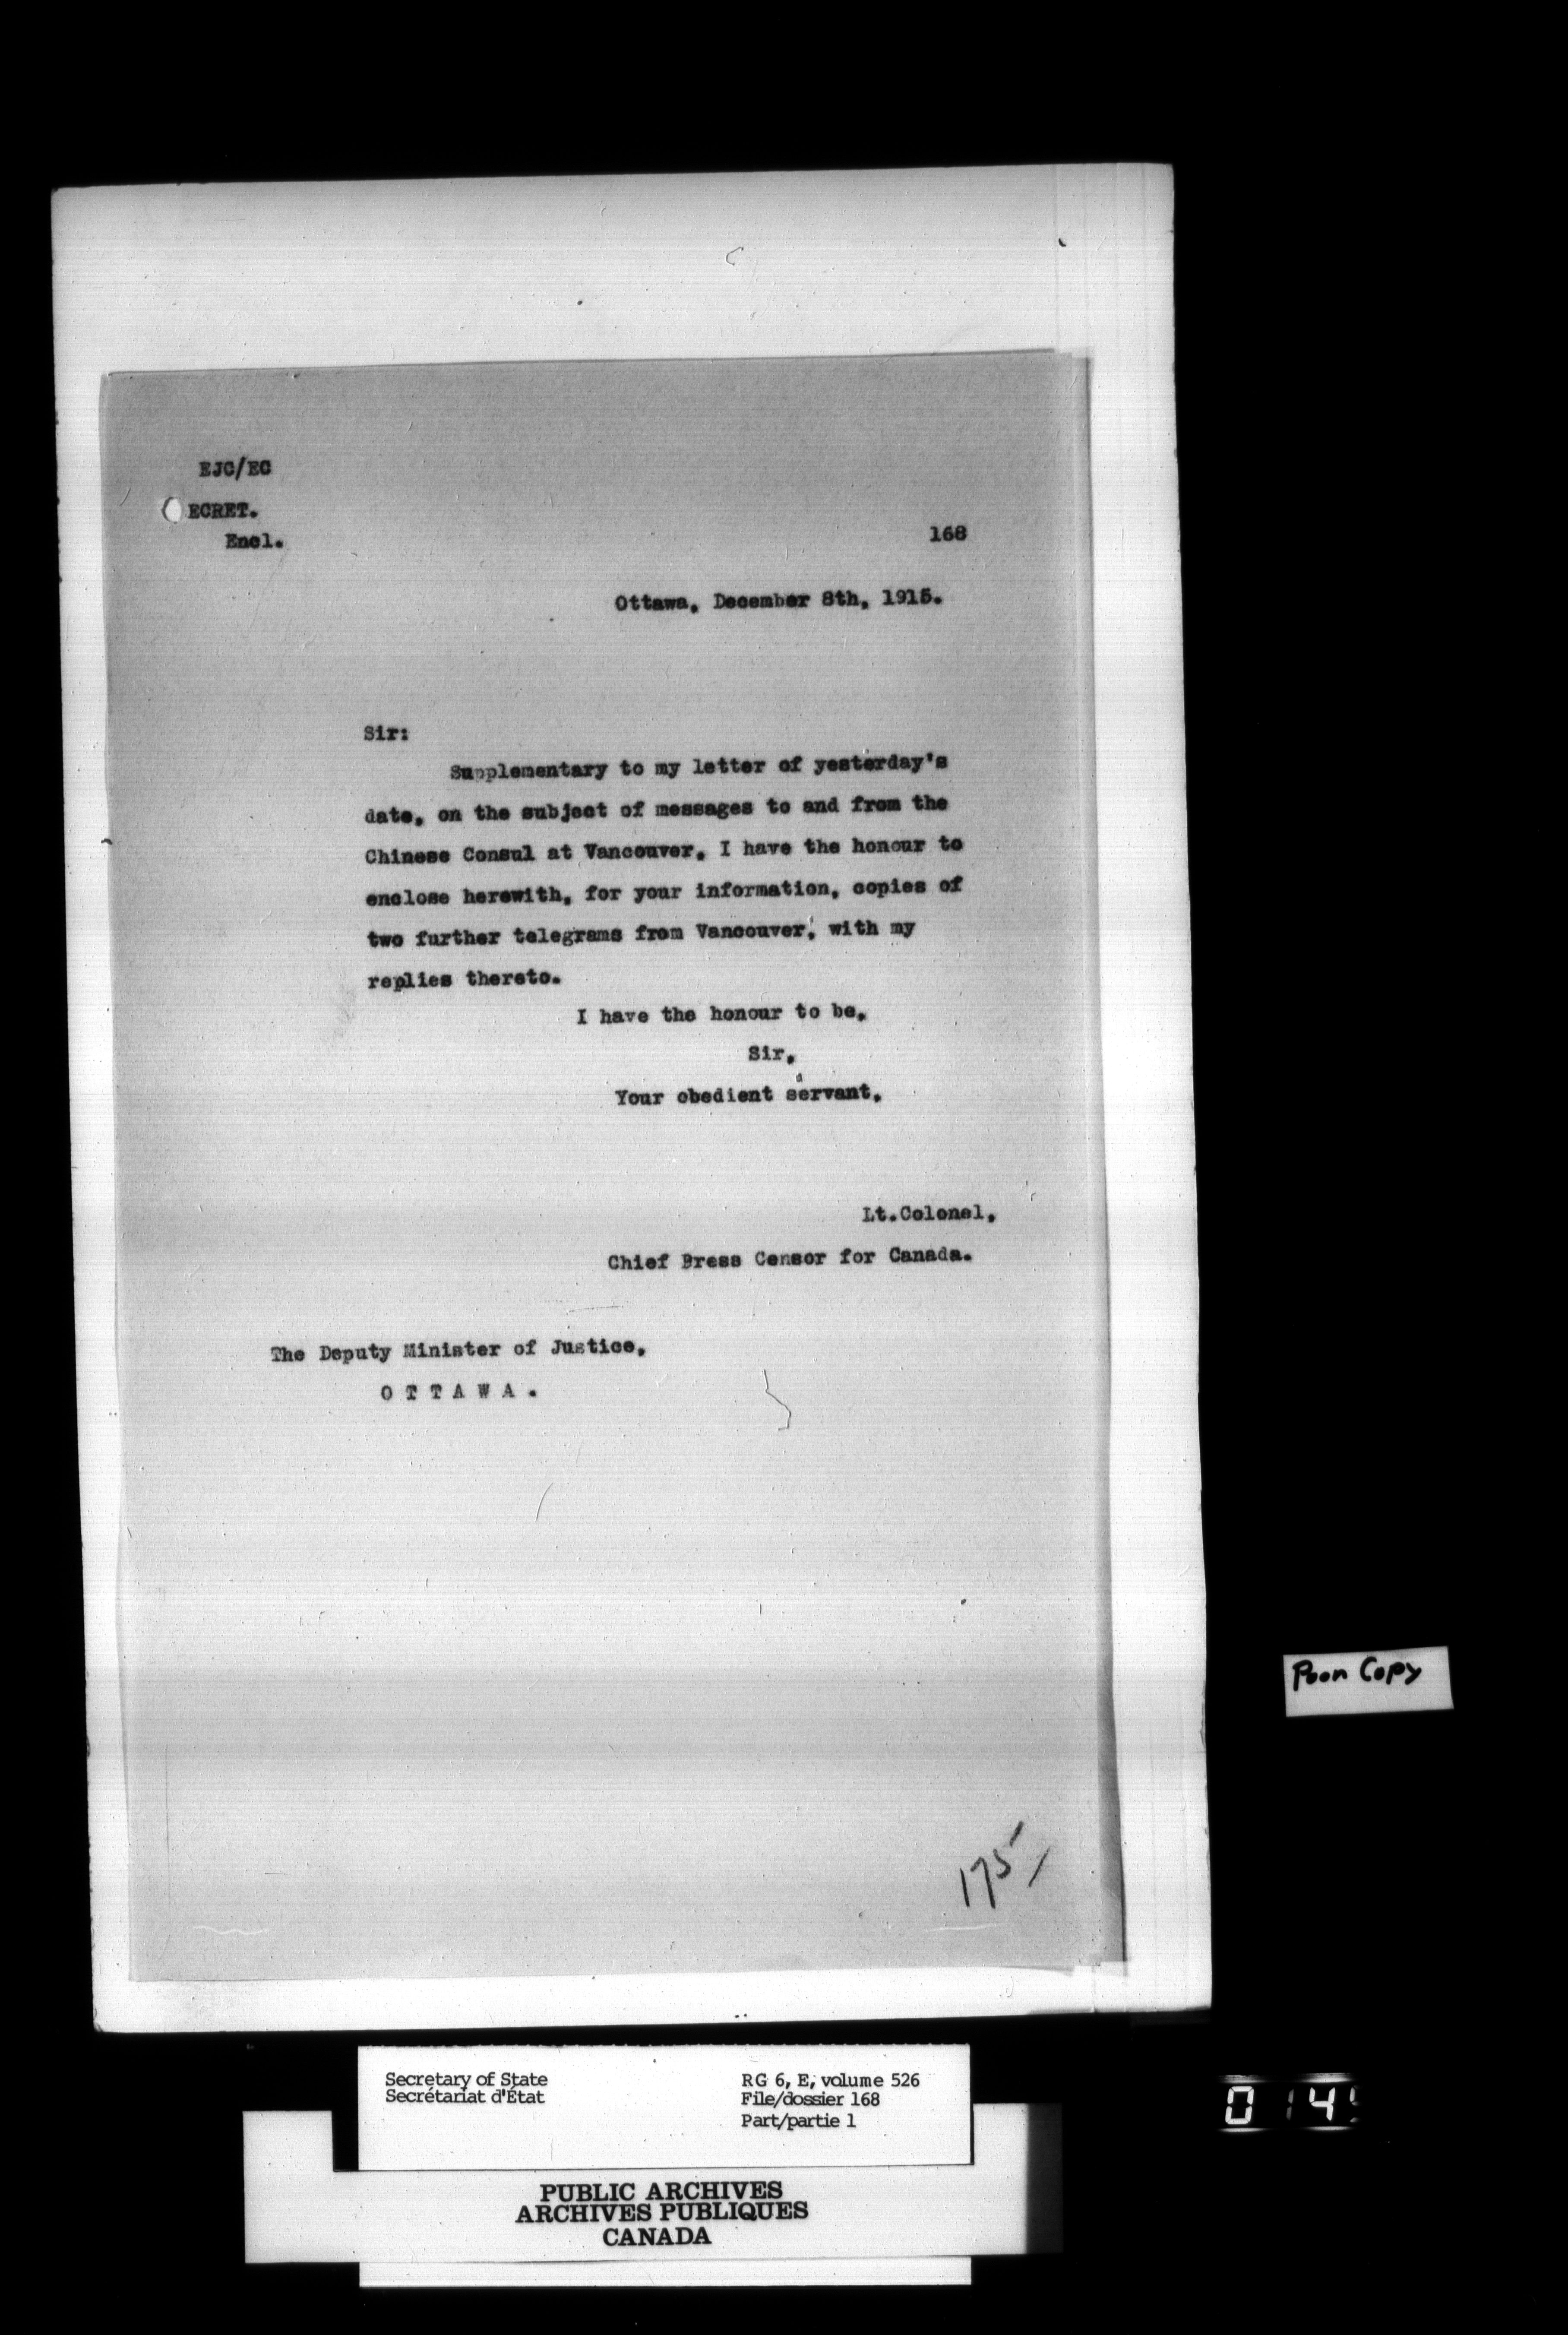 EJC/EC
ECRET.
Encl.
168
Ottawa, December 8th, 1915.
Sir:
Supplementary to my letter of yesterday's
date, on the subject of messages to and from the
Chinese Consul at Vancouver, I have the honour to
enclose herewith, for your information, copies of
two further telegrams from Vancouver, with my
replies thereto.
I have the honour to be,
Sir,
Your obedient servant,
Lt.Colonel,
Chief Press Censor for Canada.
The Deputy Minister of Justice,
O T T A W A .
Poor Copy
175
Secretary of State
Secrétariat d'État
RG 6, E, volume 526
File/dossier 168
Part/partie 1
PUBLIC ARCHIVES
ARCHIVES PUBLIQUES
CANADA